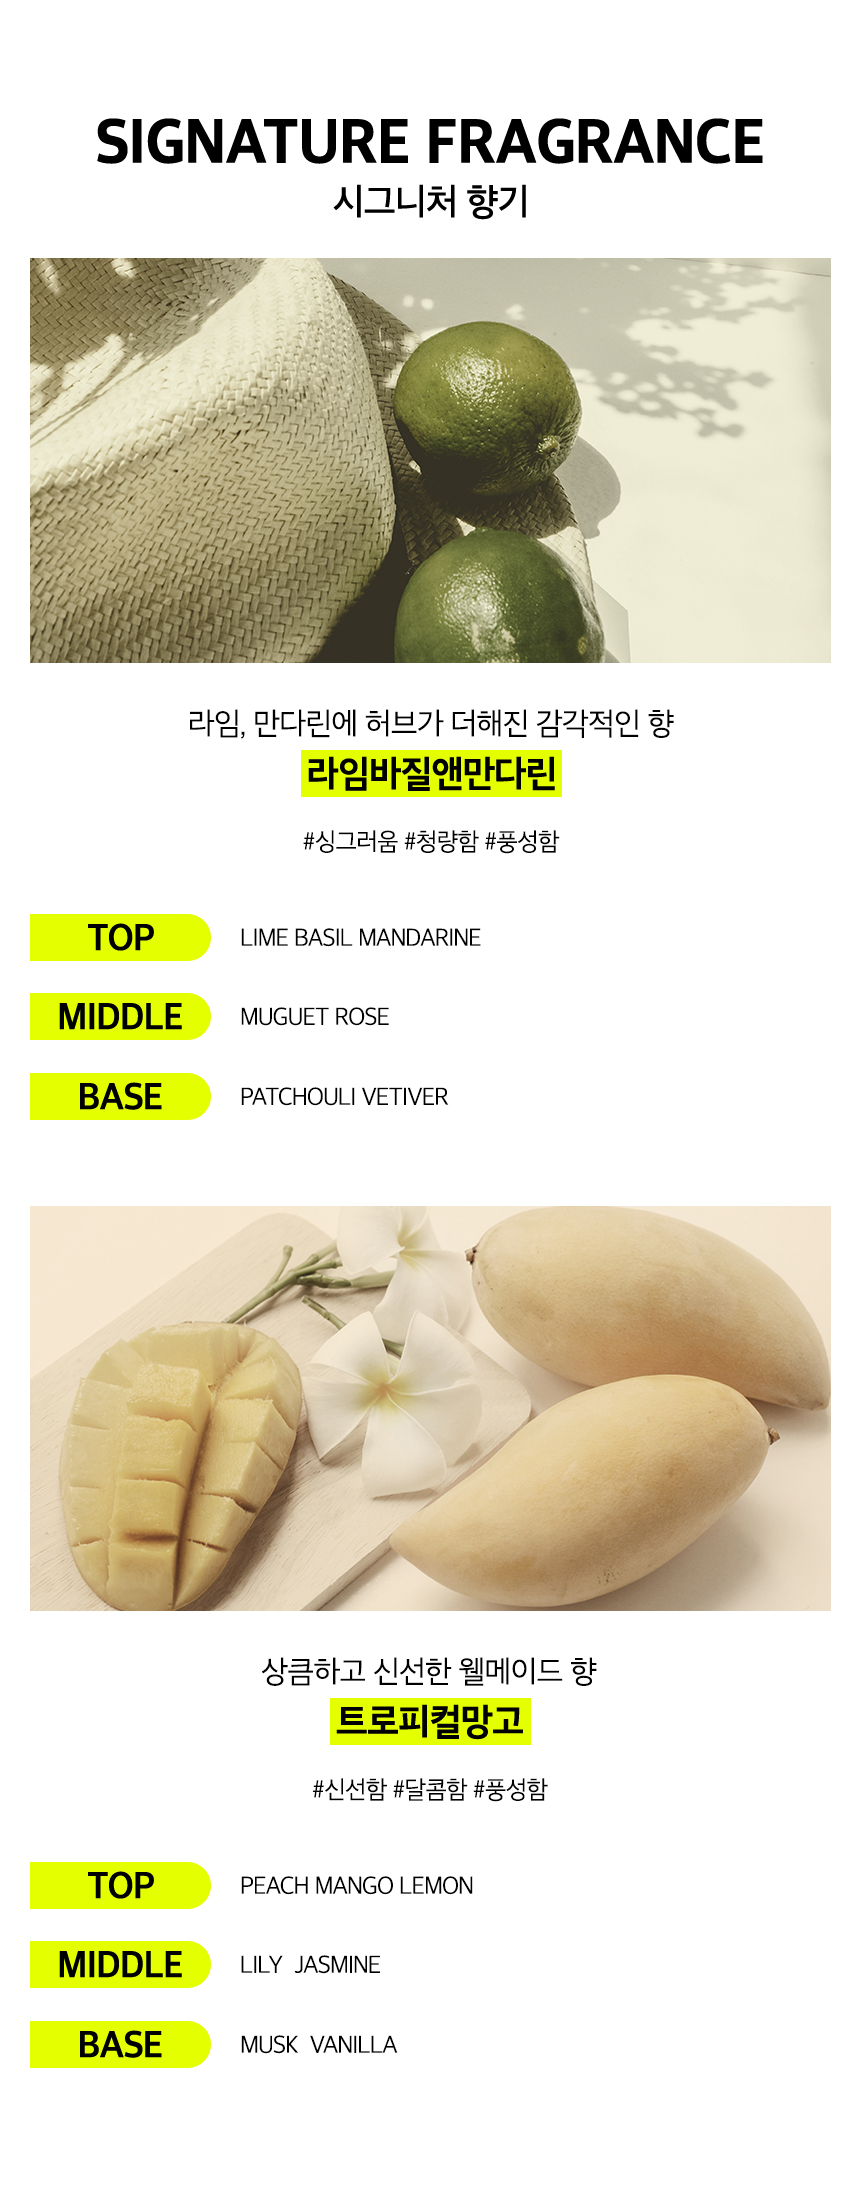 SIGNATURE FRAGRANCE
시그니처 향기
라임, 만다린에 허브가 더해진 감각적인 향
라임바질앤만다린
#싱그러움 #청량함 #풍성함
TOP LIME BASIL MANDARINE
MIDDLE MUGUET ROSE
BASE PATCHOULI VETIVER
상큼하고 신선한 웰메이드 향
트로피컬망고
#신선함 #달콤함 #풍성함
TOP PEACH MANGO LEMON
MIDDLE LILY JASMINE
BASE MUSK VANILLA